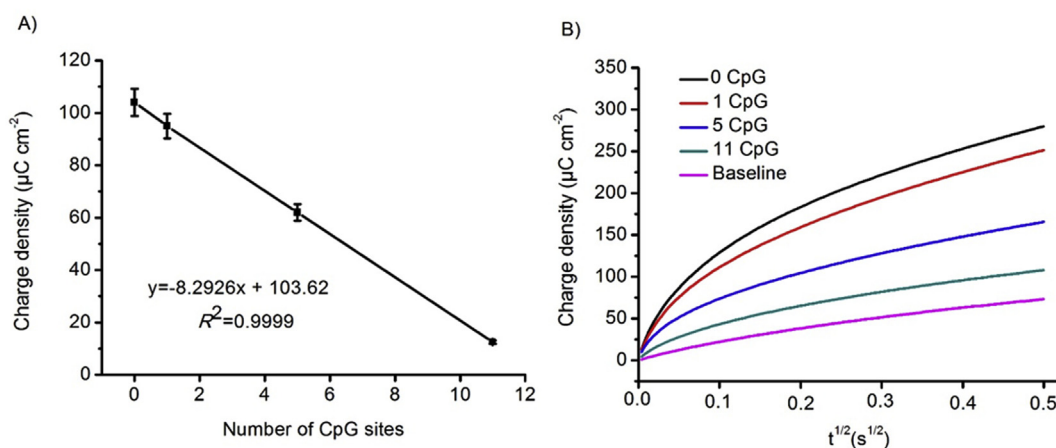 A)
Charge density (µC cm⁻²)
120
100
80
60
40
20
0
y=-8.2926x + 103.62
R²=0.9999
0 2 4 6 8 10 12
Number of CpG sites
B)
Charge density (µC cm⁻²)
350
300
250
200
150
100
50
0
0 CpG
1 CpG
5 CpG
11 CpG
Baseline
0.0 0.1 0.2 0.3 0.4 0.5
t¹/²(s¹/²)